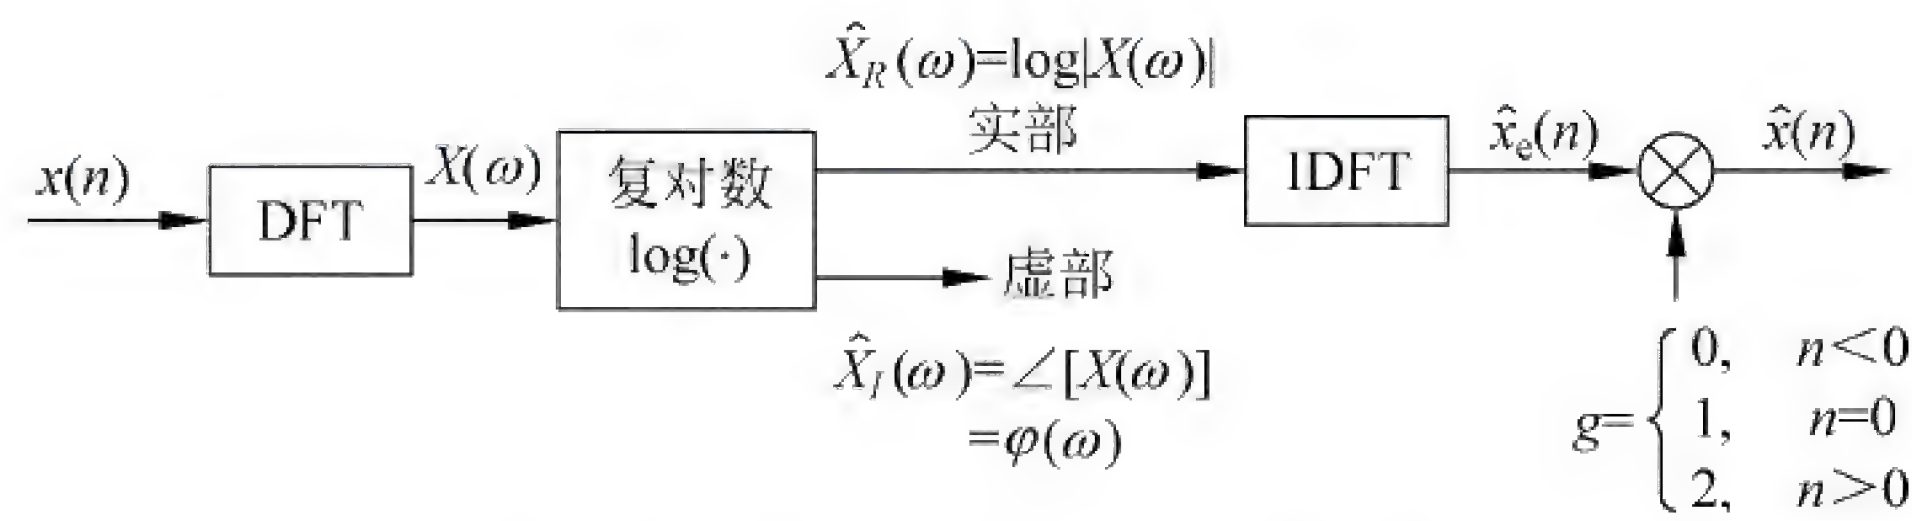 x(n)
DFT
X(ω)
复对数
log(·)
X̂_R(ω)=log|X(ω)|
实部
虚部
X̂_I(ω)=∠[X(ω)]
=φ(ω)
IDFT
x̂_e(n)
x̂(n)
g=
0, n<0
1, n=0
2, n>0